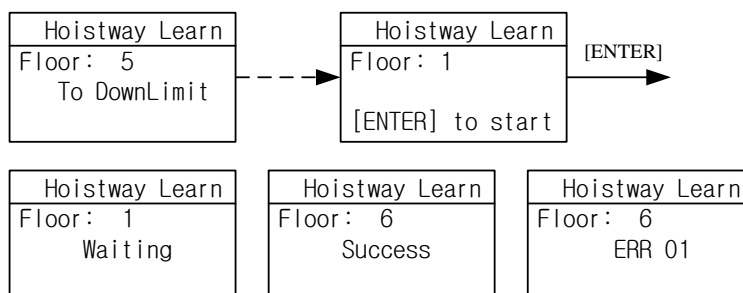 Hoistway Learn
Floor: 5
To DownLimit
Hoistway Learn
Floor: 1
[ENTER] to start
[ENTER]
Hoistway Learn
Floor: 1
Waiting
Hoistway Learn
Floor: 6
Success
Hoistway Learn
Floor: 6
ERR 01